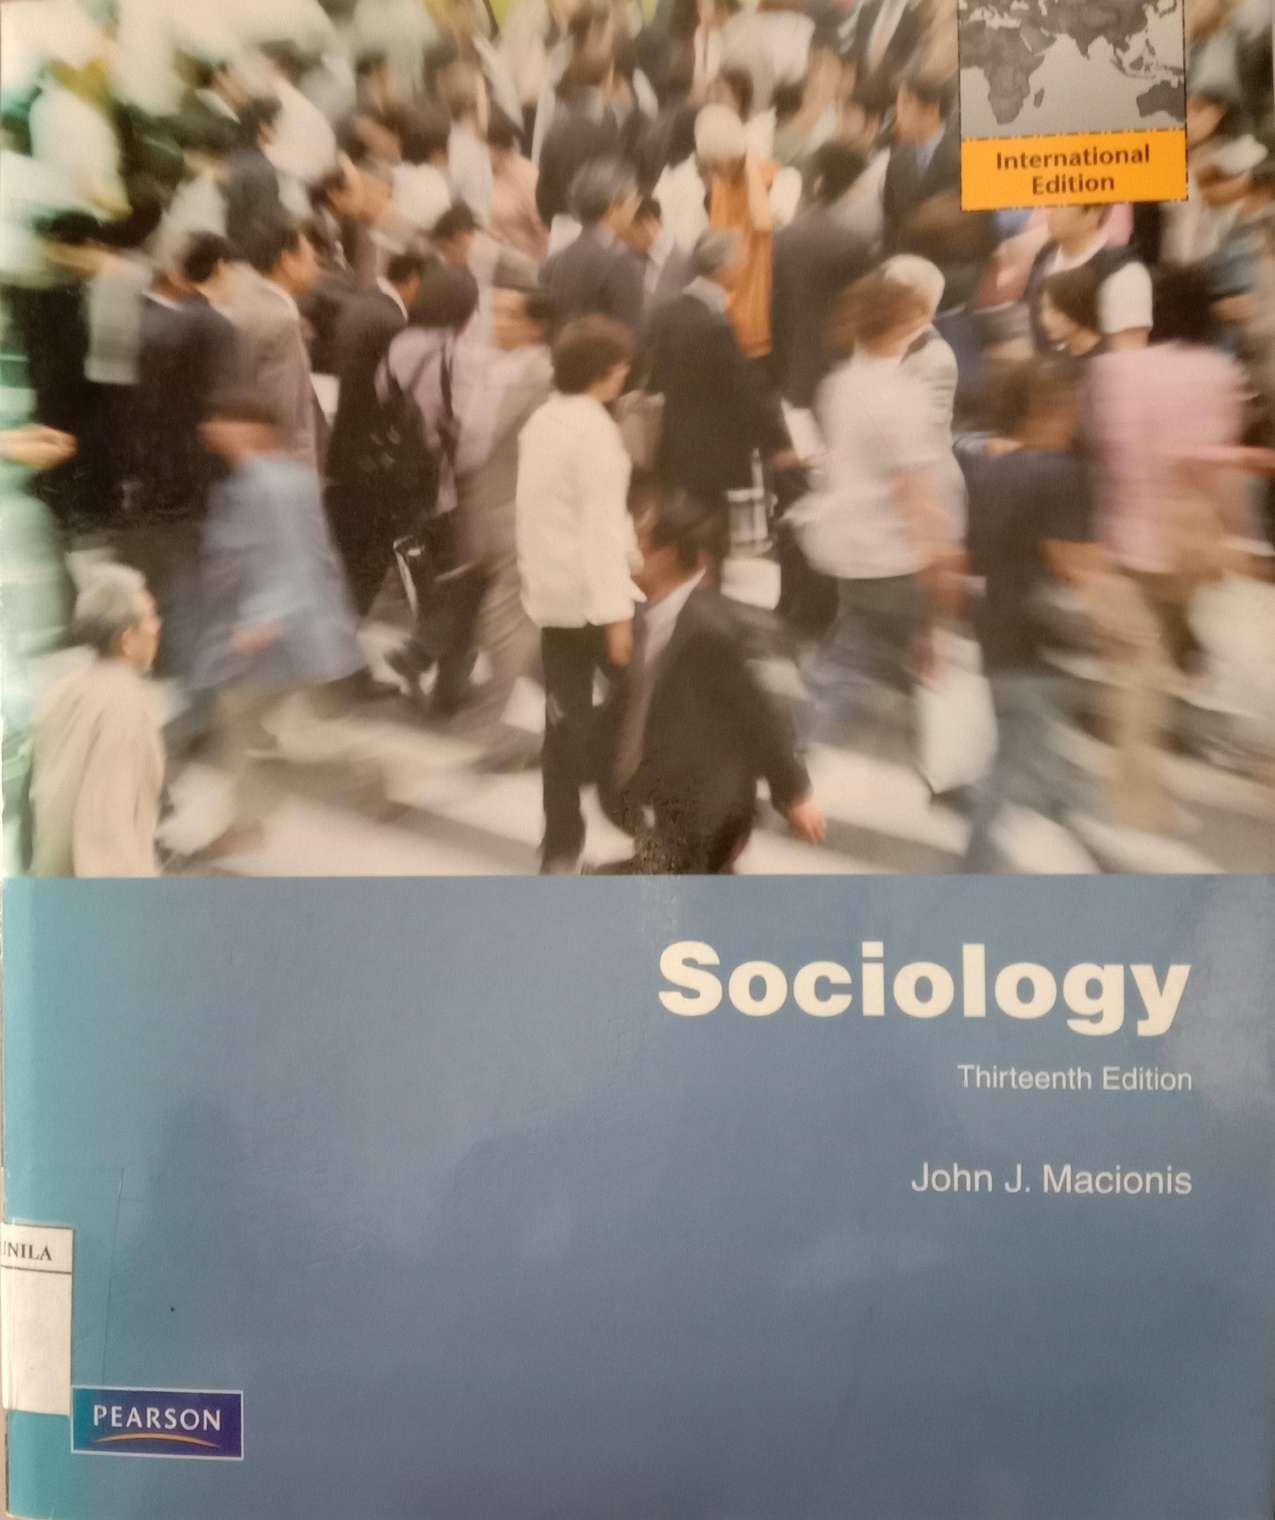 International
Edition
Sociology
Thirteenth Edition
John J. Macionis
NILA
PEARSON